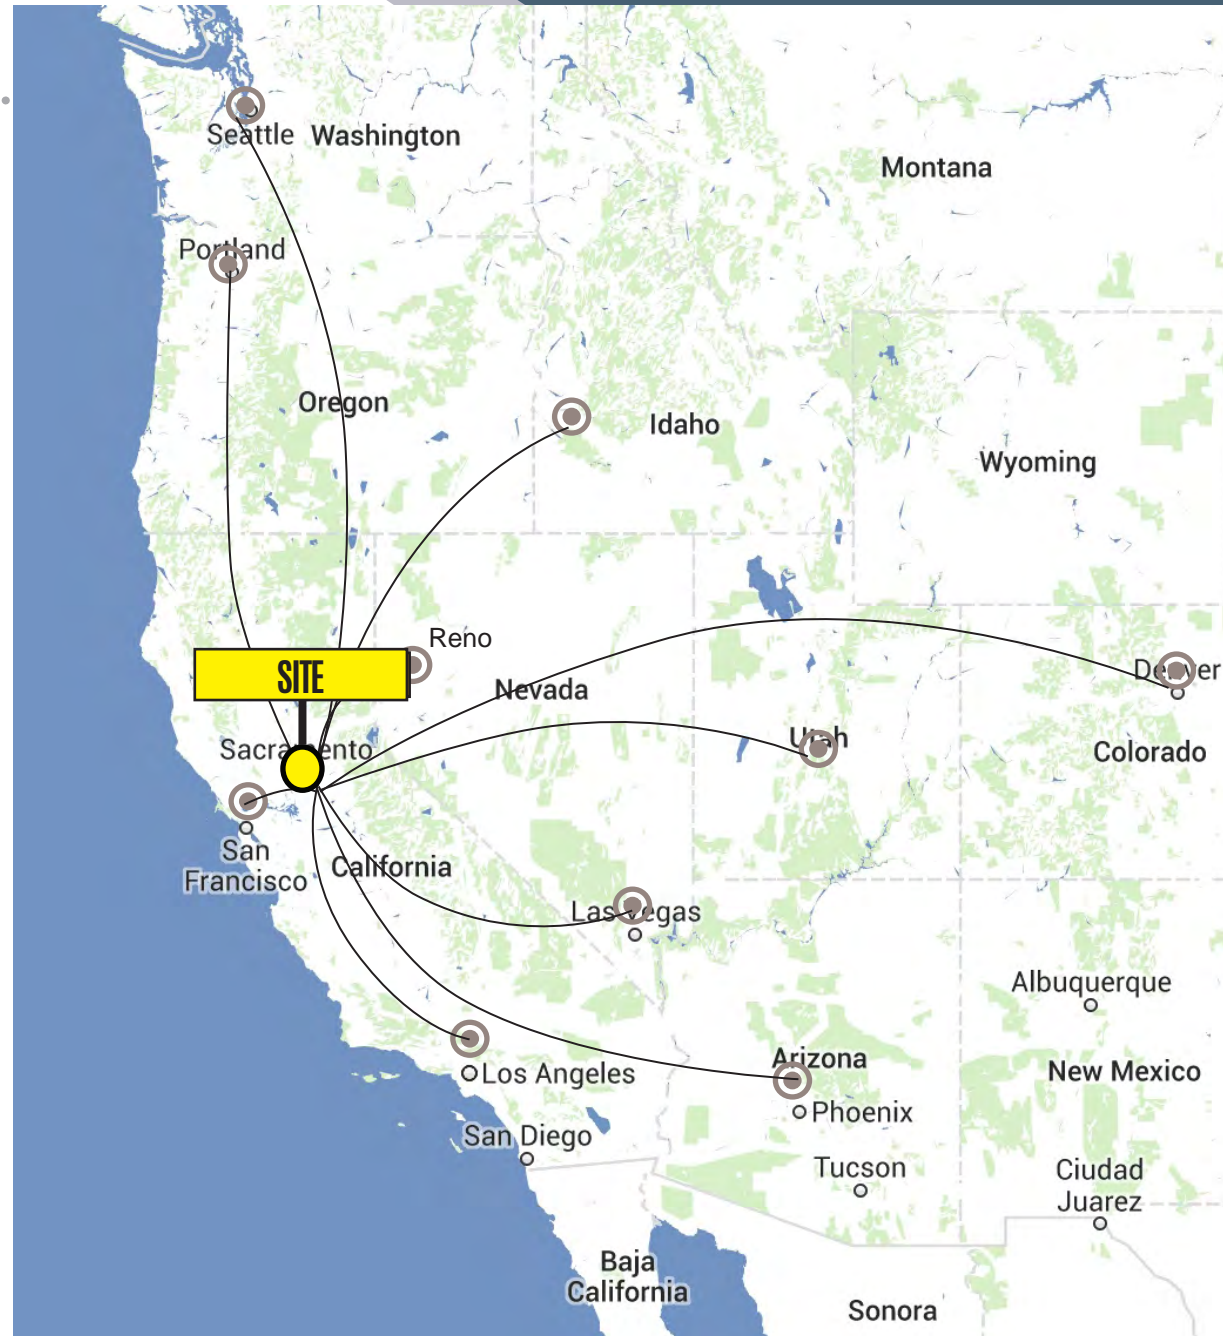 Seattle
Washington
Montana
Portland
Oregon
Idaho
Wyoming
Reno
SITE
Nevada
Denver
Sacramento
Utah
Colorado
San
Francisco
California
Las Vegas
Albuquerque
Arizona
New Mexico
Los Angeles
Phoenix
San Diego
Tucson
Ciudad
Juarez
Baja
California
Sonora